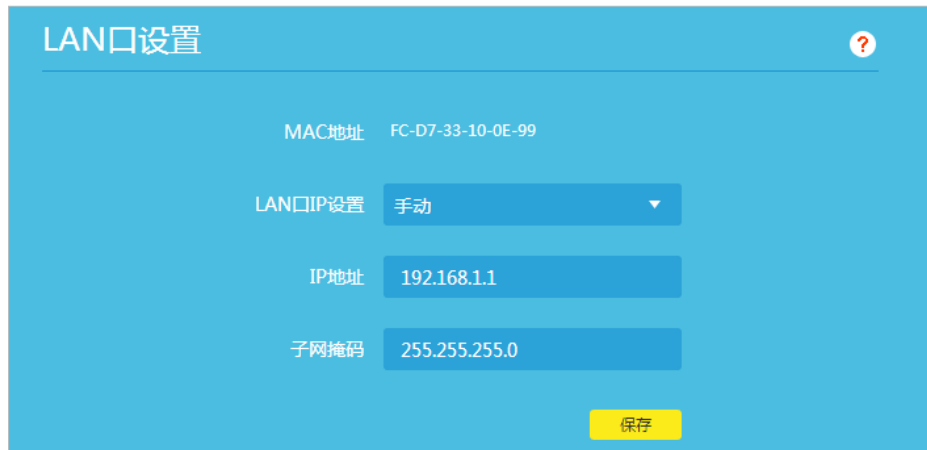 LAN口设置
?
MAC地址 FC-D7-33-10-0E-99
LAN口IP设置 手动
IP地址 192.168.1.1
子网掩码 255.255.255.0
保存